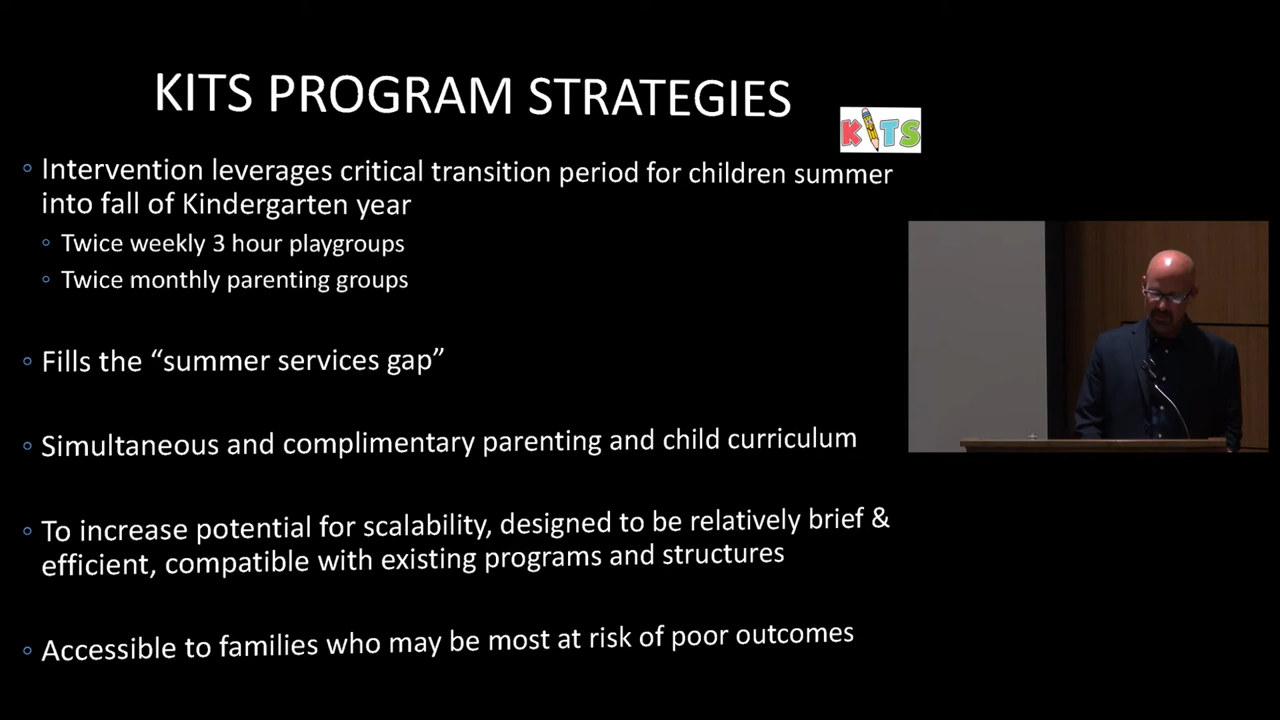 KITS PROGRAM STRATEGIES
KITS
◦ Intervention leverages critical transition period for children summer
into fall of Kindergarten year
◦ Twice weekly 3 hour playgroups
◦ Twice monthly parenting groups
◦ Fills the “summer services gap”
◦ Simultaneous and complimentary parenting and child curriculum
◦ To increase potential for scalability, designed to be relatively brief &
efficient, compatible with existing programs and structures
◦ Accessible to families who may be most at risk of poor outcomes